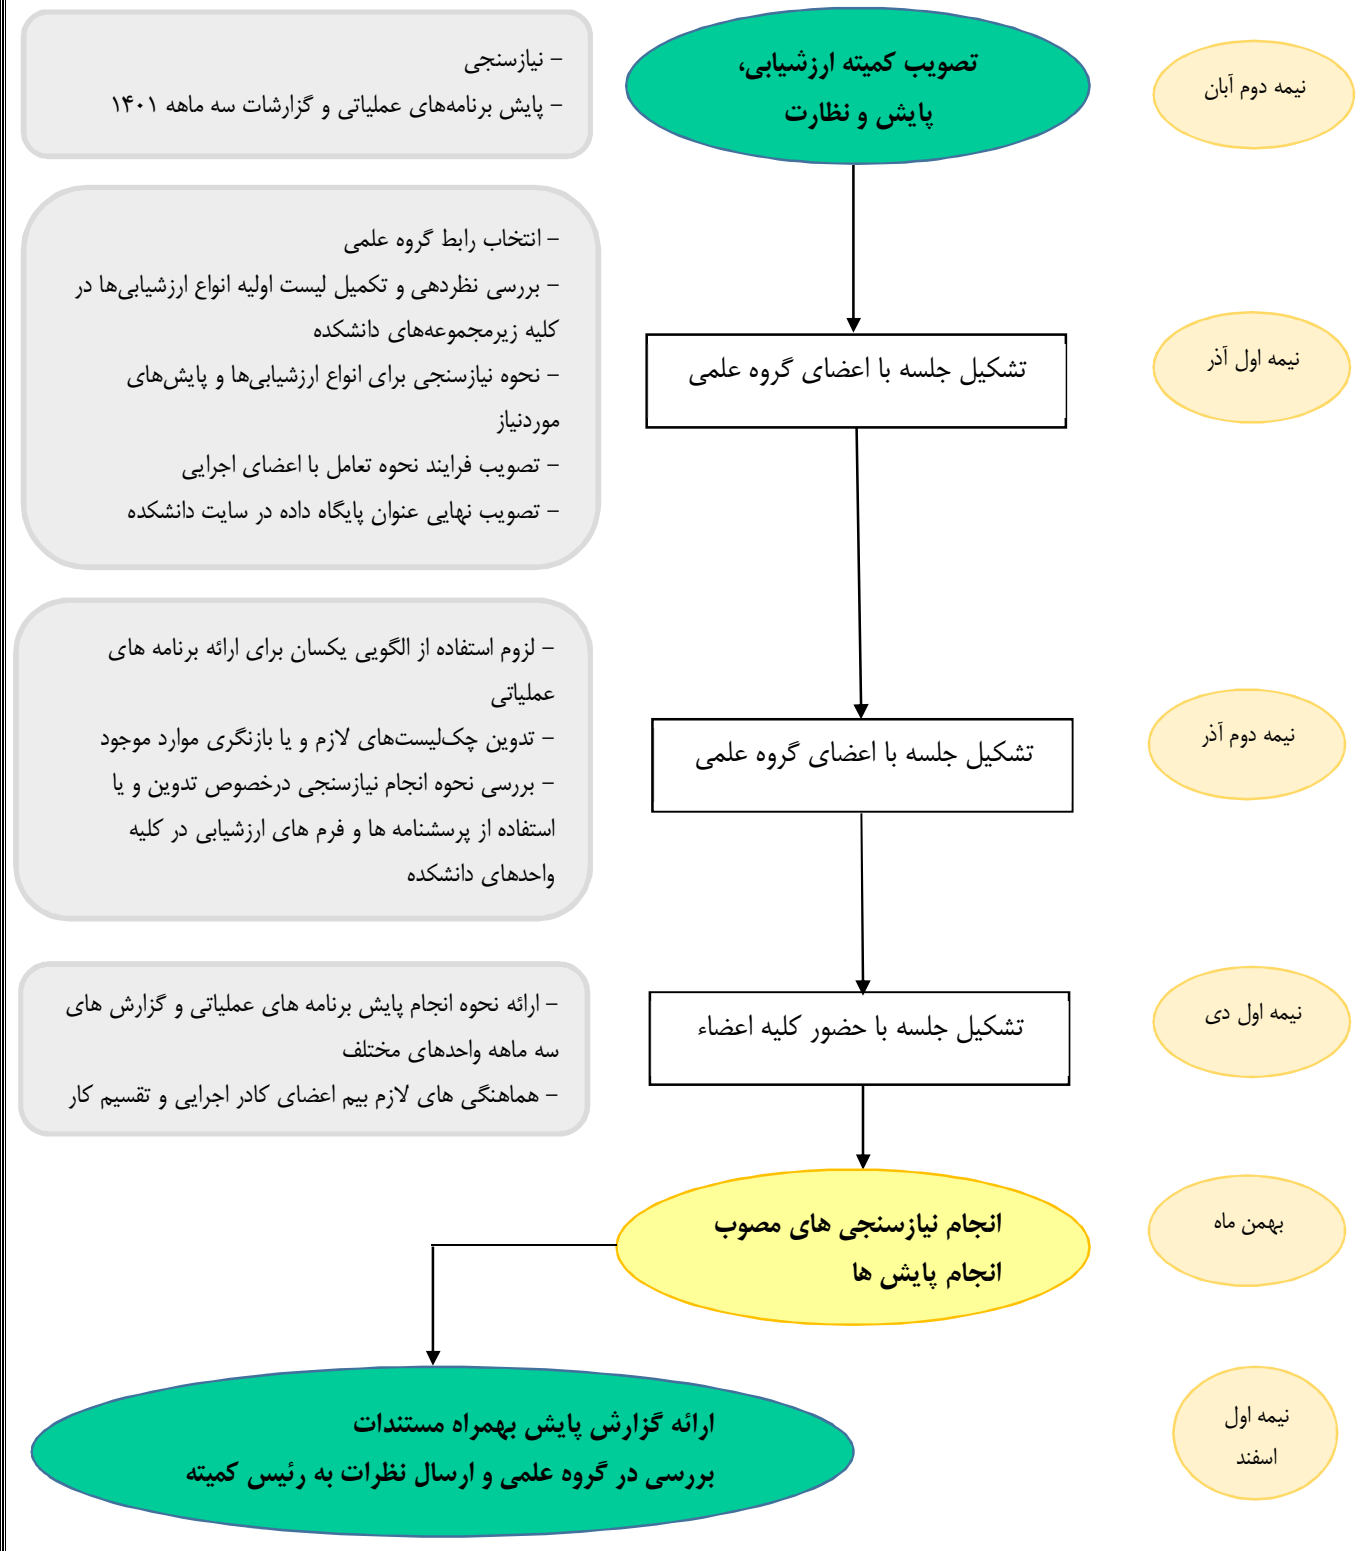 نیمه دوم آبان
تصویب کمیته ارزشیابی،
پایش و نظارت
- نیازسنجی
- پایش برنامه‌های عملیاتی و گزارشات سه ماهه ۱۴۰۱
نیمه اول آذر
تشکیل جلسه با اعضای گروه علمی
- انتخاب رابط گروه علمی
- بررسی نظردهی و تکمیل لیست اولیه انواع ارزشیابی‌ها در
کلیه زیرمجموعه‌های دانشکده
- نحوه نیازسنجی برای انواع ارزشیابی‌ها و پایش‌های
موردنیاز
- تصویب فرایند نحوه تعامل با اعضای اجرایی
- تصویب نهایی عنوان پایگاه داده در سایت دانشکده
نیمه دوم آذر
تشکیل جلسه با اعضای گروه علمی
- لزوم استفاده از الگویی یکسان برای ارائه برنامه های
عملیاتی
- تدوین چک‌لیست‌های لازم و یا بازنگری موارد موجود
- بررسی نحوه انجام نیازسنجی درخصوص تدوین و یا
استفاده از پرسشنامه ها و فرم های ارزشیابی در کلیه
واحدهای دانشکده
نیمه اول دی
تشکیل جلسه با حضور کلیه اعضاء
- ارائه نحوه انجام پایش برنامه های عملیاتی و گزارش های
سه ماهه واحدهای مختلف
- هماهنگی های لازم بیم اعضای کادر اجرایی و تقسیم کار
بهمن ماه
انجام نیازسنجی های مصوب
انجام پایش ها
نیمه اول
اسفند
ارائه گزارش پایش بهمراه مستندات
بررسی در گروه علمی و ارسال نظرات به رئیس کمیته